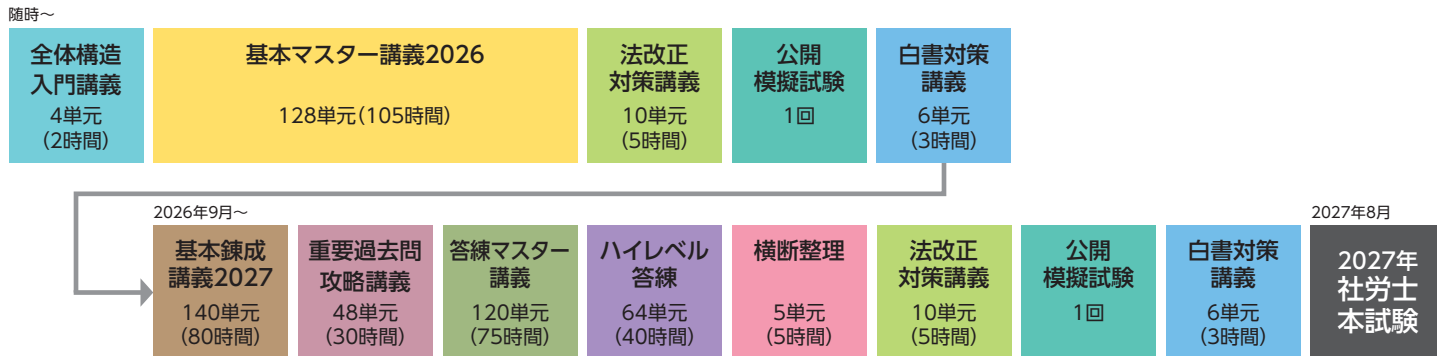 随時～
全体構造
入門講義
4単元
(2時間)
基本マスター講義2026
128単元(105時間)
法改正
対策講義
10単元
(5時間)
公開
模擬試験
1回
白書対策
講義
6単元
(3時間)
2026年9月～
基本錬成
講義2027
140単元
(80時間)
重要過去問
攻略講義
48単元
(30時間)
答練マスター
講義
120単元
(75時間)
ハイレベル
答練
64単元
(40時間)
横断整理
5単元
(5時間)
法改正
対策講義
10単元
(5時間)
公開
模擬試験
1回
白書対策
講義
6単元
(3時間)
2027年8月
2027年
社労士
本試験